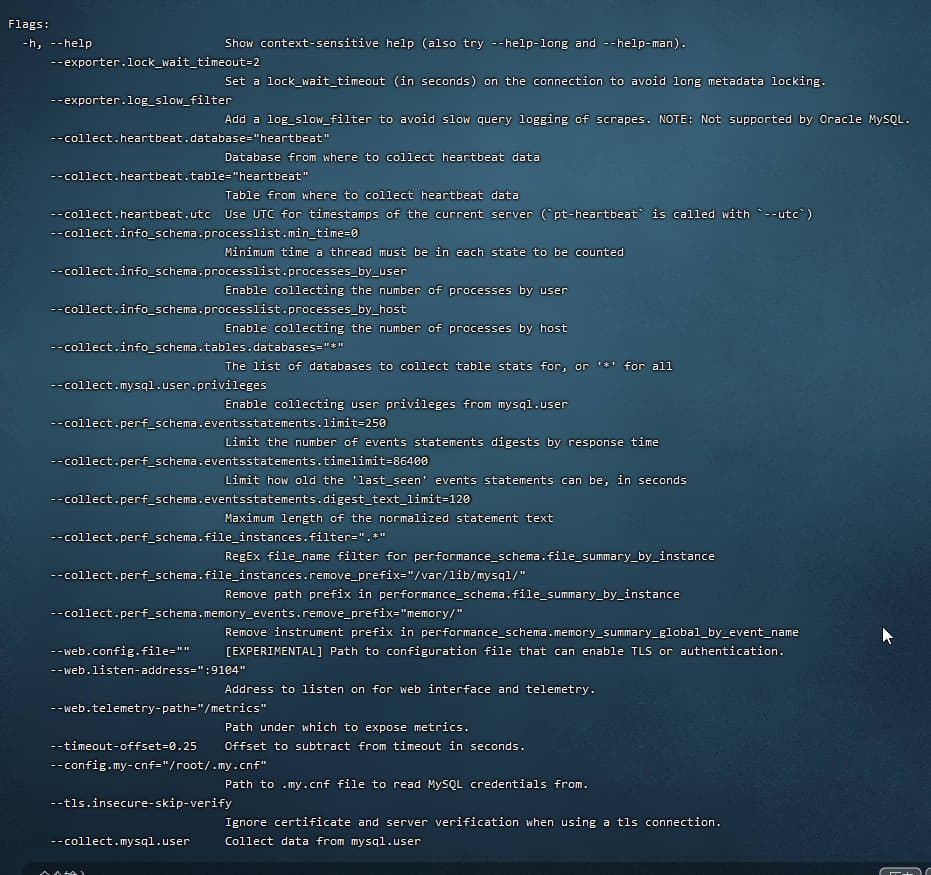 Flags:
-h, --help Show context-sensitive help (also try --help-long and --help-man).
--exporter.lock_wait_timeout=2
Set a lock_wait_timeout (in seconds) on the connection to avoid long metadata locking.
--exporter.log_slow_filter
Add a log_slow_filter to avoid slow query logging of scrapes. NOTE: Not supported by Oracle MySQL.
--collect.heartbeat.database="heartbeat"
Database from where to collect heartbeat data
--collect.heartbeat.table="heartbeat"
Table from where to collect heartbeat data
--collect.heartbeat.utc Use UTC for timestamps of the current server (`pt-heartbeat` is called with `--utc`)
--collect.info_schema.processlist.min_time=0
Minimum time a thread must be in each state to be counted
--collect.info_schema.processlist.processes_by_user
Enable collecting the number of processes by user
--collect.info_schema.processlist.processes_by_host
Enable collecting the number of processes by host
--collect.info_schema.tables.databases="*"
The list of databases to collect table stats for, or '*' for all
--collect.mysql.user.privileges
Enable collecting user privileges from mysql.user
--collect.perf_schema.eventsstatements.limit=250
Limit the number of events statements digests by response time
--collect.perf_schema.eventsstatements.timelimit=86400
Limit how old the 'last_seen' events statements can be, in seconds
--collect.perf_schema.eventsstatements.digest_text_limit=120
Maximum length of the normalized statement text
--collect.perf_schema.file_instances.filter=".*"
RegEx file_name filter for performance_schema.file_summary_by_instance
--collect.perf_schema.file_instances.remove_prefix="/var/lib/mysql/"
Remove path prefix in performance_schema.file_summary_by_instance
--collect.perf_schema.memory_events.remove_prefix="memory/"
Remove instrument prefix in performance_schema.memory_summary_global_by_event_name
--web.config.file="" [EXPERIMENTAL] Path to configuration file that can enable TLS or authentication.
--web.listen-address=":9104"
Address to listen on for web interface and telemetry.
--web.telemetry-path="/metrics"
Path under which to expose metrics.
--timeout-offset=0.25 Offset to subtract from timeout in seconds.
--config.my-cnf="/root/.my.cnf"
Path to .my.cnf file to read MySQL credentials from.
--tls.insecure-skip-verify
Ignore certificate and server verification when using a tls connection.
--collect.mysql.user Collect data from mysql.user